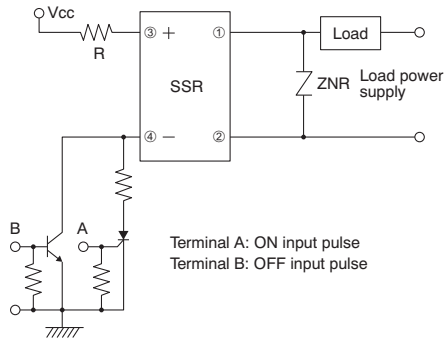 Vcc
R
③ +
SSR
④ −
①
②
Load
ZNR
Load power
supply
B
A
Terminal A: ON input pulse
Terminal B: OFF input pulse